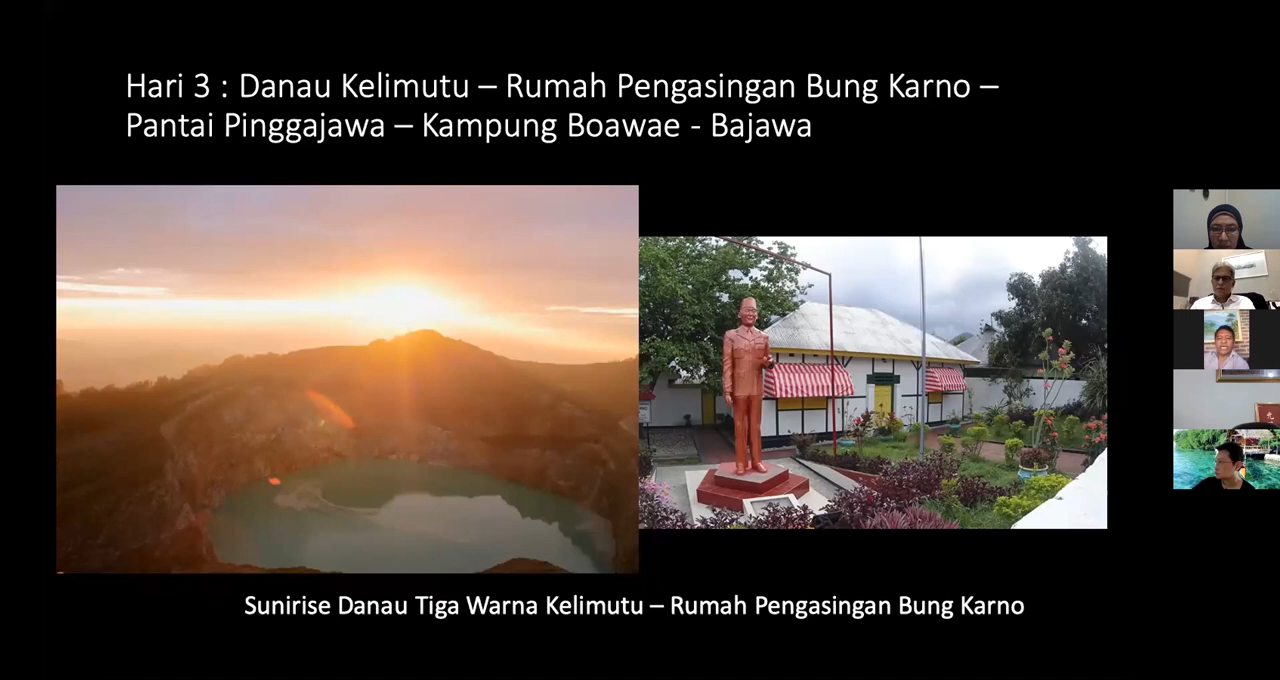 Hari 3 : Danau Kelimutu – Rumah Pengasingan Bung Karno –
Pantai Pinggajawa – Kampung Boawae - Bajawa
Sunirise Danau Tiga Warna Kelimutu – Rumah Pengasingan Bung Karno